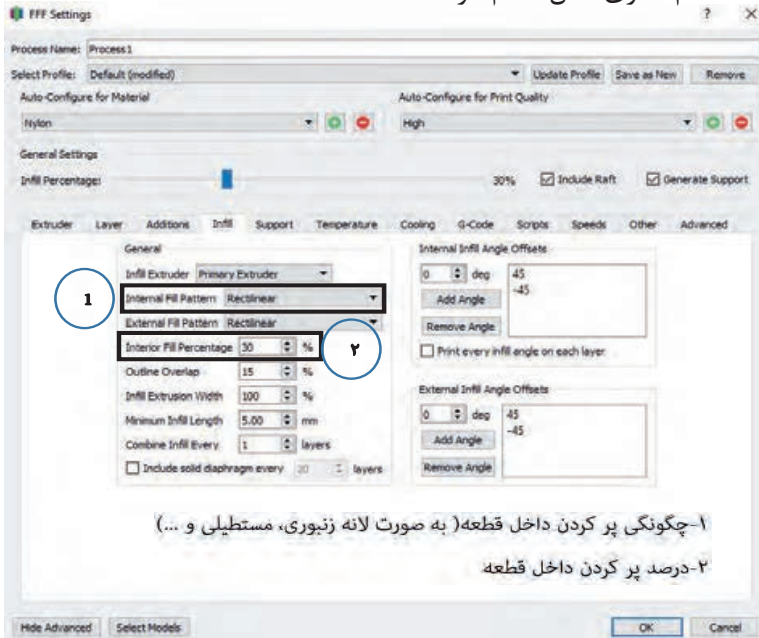 FFF Settings
Process Name: Process1
Select Profile: Default (modified) Update Profile Save as New Remove
Auto-Configure for Material
Nylon
Auto-Configure for Print Quality
High
General Settings
Infill Percentage: 30% Include Raft Generate Support
Extruder Layer Additions Infill Support Temperature Cooling G-Code Scripts Speeds Other Advanced
General
Infill Extruder Primary Extruder
1 Internal Fill Pattern Rectilinear
External Fill Pattern Rectilinear
Interior Fill Percentage 30 % ۲
Outline Overlap 15 %
Infill Extrusion Width 100 %
Minimum Infill Length 5.00 mm
Combine Infill Every 1 layers
Include solid diaphragm every 20 layers
Internal Infill Angle Offsets
0 deg 45
-45
Add Angle
Remove Angle
Print every infill angle on each layer
External Infill Angle Offsets
0 deg 45
-45
Add Angle
Remove Angle
۱-چگونگی پر کردن داخل قطعه( به صورت لانه زنبوری، مستطیلی و ...)
۲-درصد پر کردن داخل قطعه
Hide Advanced Select Models OK Cancel